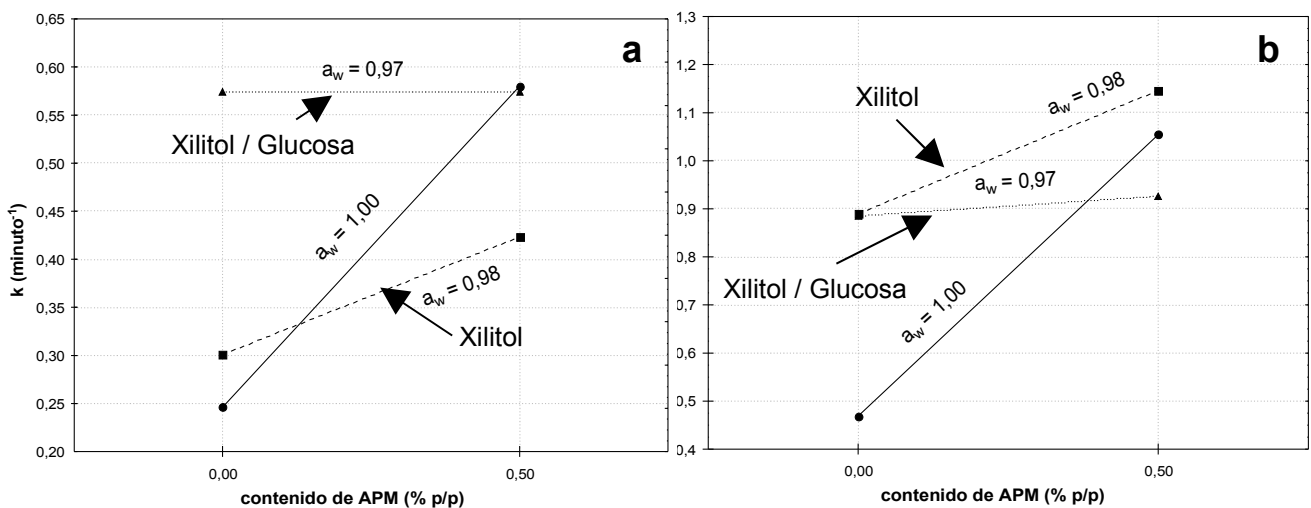 a
k (minuto⁻¹)
0,65
0,60
0,55
0,50
0,45
0,40
0,35
0,30
0,25
0,20
aw = 0,97
Xilitol / Glucosa
aw = 1,00
aw = 0,98
Xilitol
0,00
0,50
contenido de APM (% p/p)
b
1,3
1,2
1,1
1,0
0,9
0,8
0,7
0,6
0,5
0,4
Xilitol
aw = 0,98
aw = 0,97
Xilitol / Glucosa
aw = 1,00
0,00
0,50
contenido de APM (% p/p)